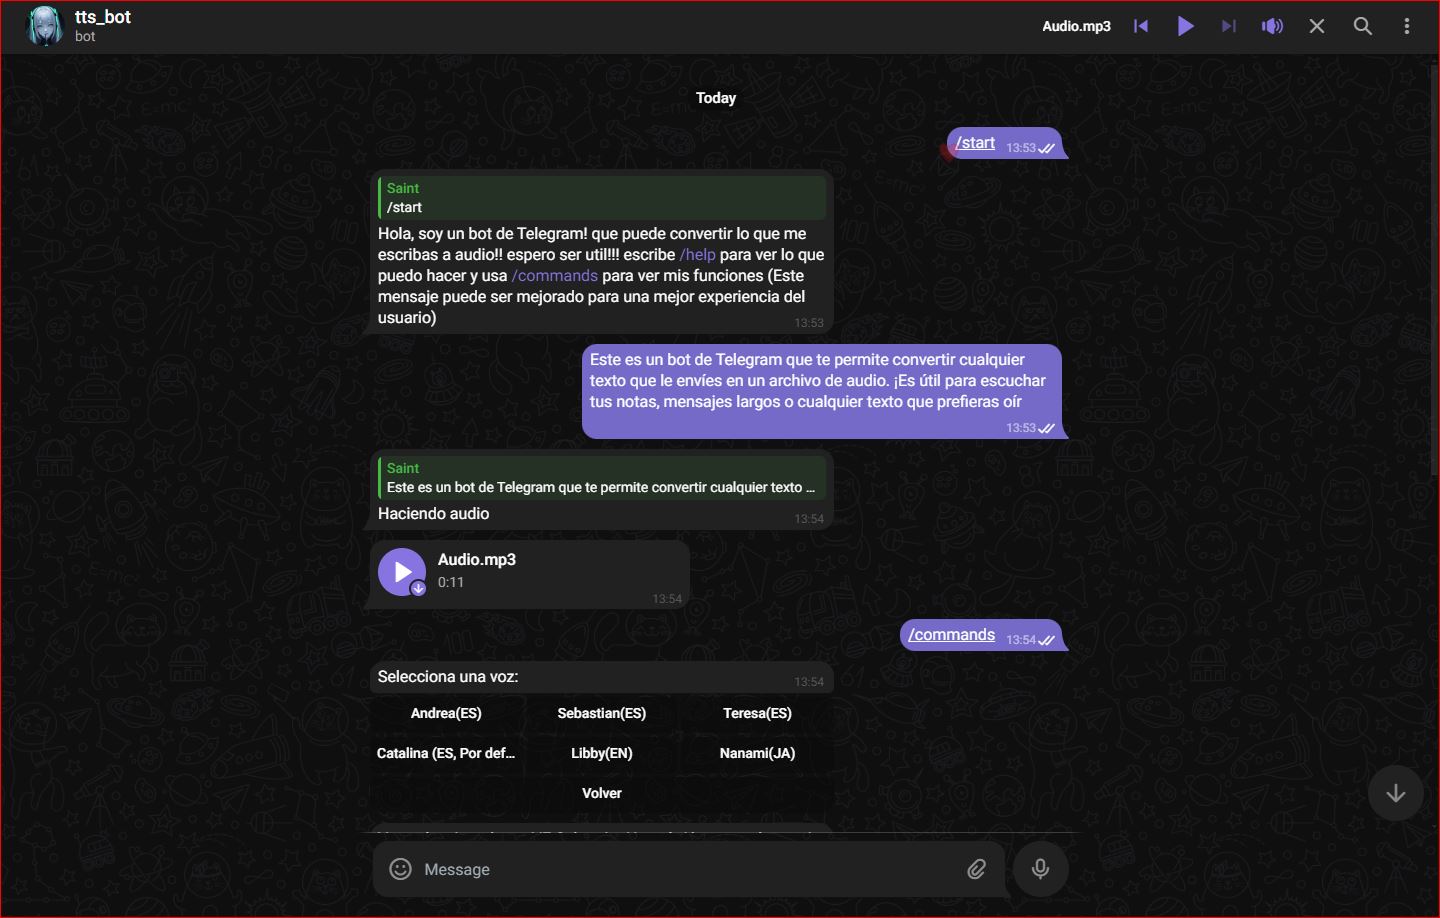 tts_bot
bot
Audio.mp3
Today
/start 13:53
Saint
/start
Hola, soy un bot de Telegram! que puede convertir lo que me
escribas a audio!! espero ser util!!! escribe /help para ver lo que
puedo hacer y usa /commands para ver mis funciones (Este
mensaje puede ser mejorado para una mejor experiencia del
usuario) 13:53
Este es un bot de Telegram que te permite convertir cualquier
texto que le envíes en un archivo de audio. ¡Es útil para escuchar
tus notas, mensajes largos o cualquier texto que prefieras oír
13:53
Saint
Este es un bot de Telegram que te permite convertir cualquier texto ...
Haciendo audio 13:54
Audio.mp3
0:11
13:54
/commands 13:54
Selecciona una voz: 13:54
Andrea(ES) Sebastian(ES) Teresa(ES)
Catalina (ES, Por def... Libby(EN) Nanami(JA)
Volver
Message